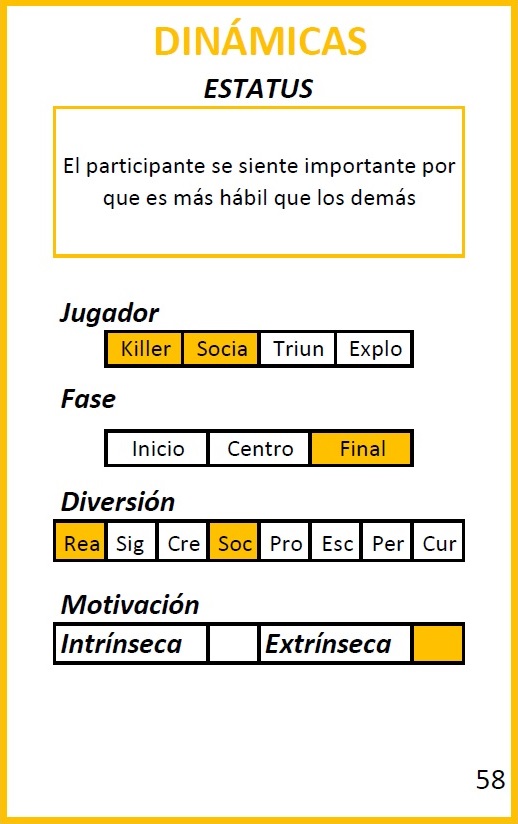 DINÁMICAS
ESTATUS
El participante se siente importante por
que es más hábil que los demás
Jugador
Killer Socia Triun Explo
Fase
Inicio Centro Final
Diversión
Rea Sig Cre Soc Pro Esc Per Cur
Motivación
Intrínseca Extrínseca
58